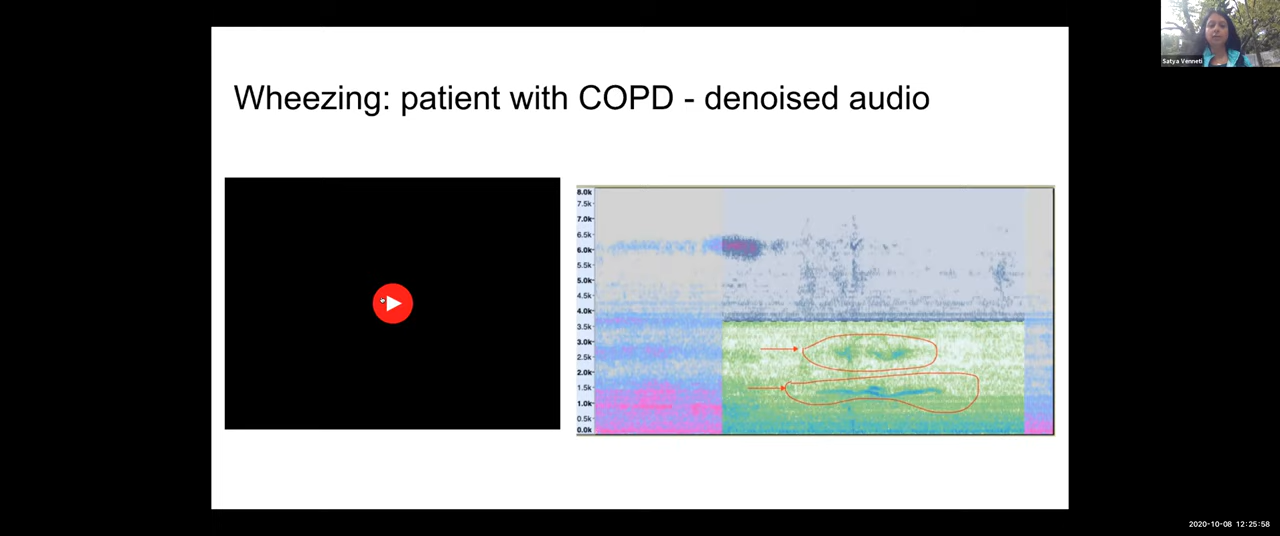 Satya Venneti
Wheezing: patient with COPD - denoised audio
8.0k
7.5k
7.0k
6.5k
6.0k
5.5k
5.0k
4.5k
4.0k
3.5k
3.0k
2.5k
2.0k
1.5k
1.0k
0.5k
0.0k
2020-10-08 12:25:58